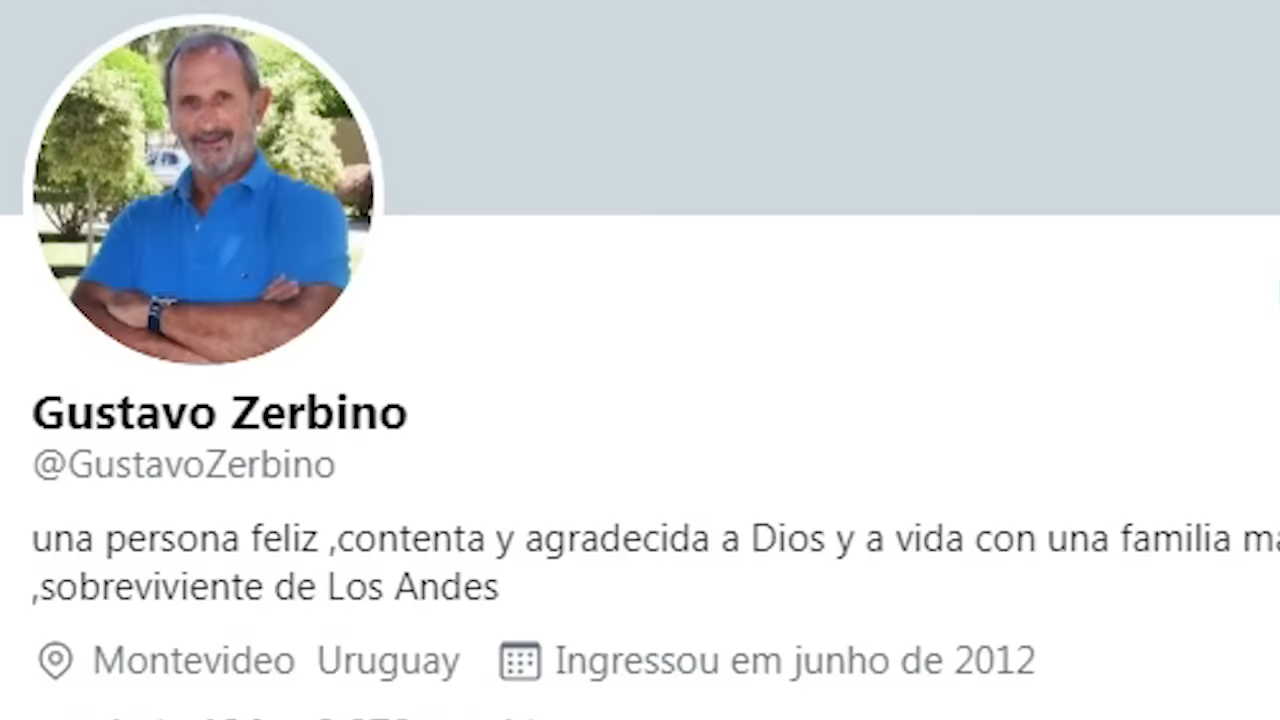 Gustavo Zerbino
@GustavoZerbino
una persona feliz ,contenta y agradecida a Dios y a vida con una familia
,sobreviviente de Los Andes
Montevideo Uruguay Ingressou em junho de 2012